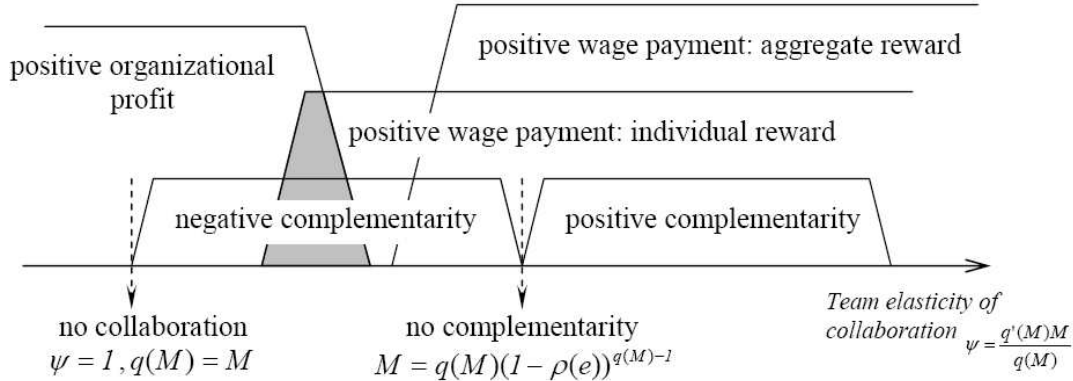 positive wage payment: aggregate reward
positive organizational
profit
positive wage payment: individual reward
negative complementarity
positive complementarity
no collaboration
ψ = 1, q(M) = M
no complementarity
M = q(M)(1 − ρ(e))^{q(M)−1}
Team elasticity of
collaboration ψ = q'(M)M / q(M)